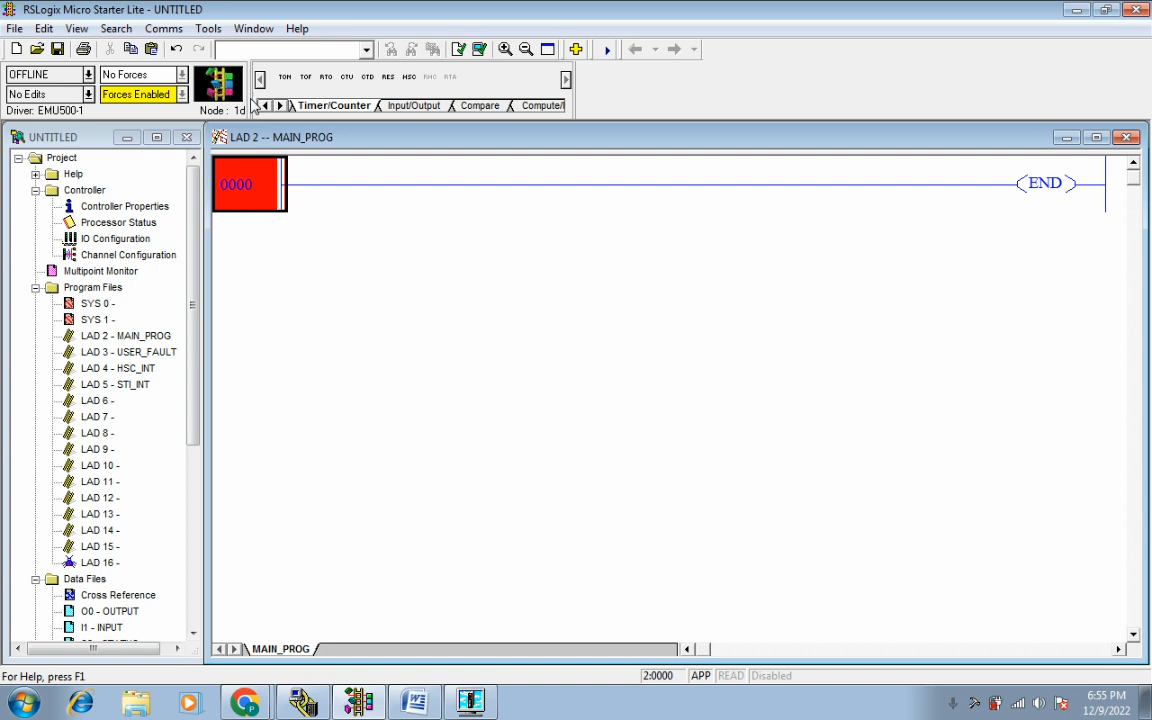 RSLogix Micro Starter Lite - UNTITLED
File Edit View Search Comms Tools Window Help
OFFLINE No Forces
No Edits Forces Enabled
Driver: EMU500-1 Node : 1d
TON TOF RTO CTU CTD RES HSC RHC RTA
Timer/Counter Input/Output Compare Compute/
UNTITLED
Project
Help
Controller
Controller Properties
Processor Status
IO Configuration
Channel Configuration
Multipoint Monitor
Program Files
SYS 0 -
SYS 1 -
LAD 2 - MAIN_PROG
LAD 3 - USER_FAULT
LAD 4 - HSC_INT
LAD 5 - STI_INT
LAD 6 -
LAD 7 -
LAD 8 -
LAD 9 -
LAD 10 -
LAD 11 -
LAD 12 -
LAD 13 -
LAD 14 -
LAD 15 -
LAD 16 -
Data Files
Cross Reference
O0 - OUTPUT
I1 - INPUT
LAD 2 -- MAIN_PROG
0000
END
MAIN_PROG
For Help, press F1
2:0000 APP READ Disabled
6:55 PM
12/9/2022